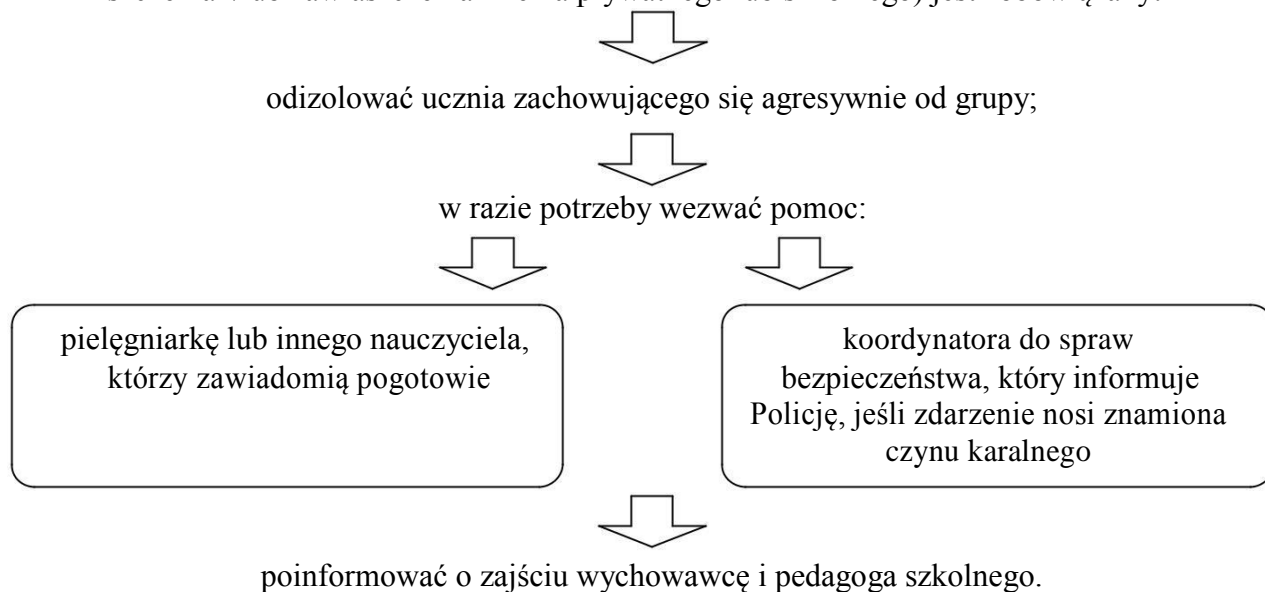 odizolować ucznia zachowującego się agresywnie od grupy;
w razie potrzeby wezwać pomoc:
pielęgniarkę lub innego nauczyciela,
którzy zawiadomią pogotowie
koordynatora do spraw
bezpieczeństwa, który informuje
Policję, jeśli zdarzenie nosi znamiona
czynu karalnego
poinformować o zajściu wychowawcę i pedagoga szkolnego.